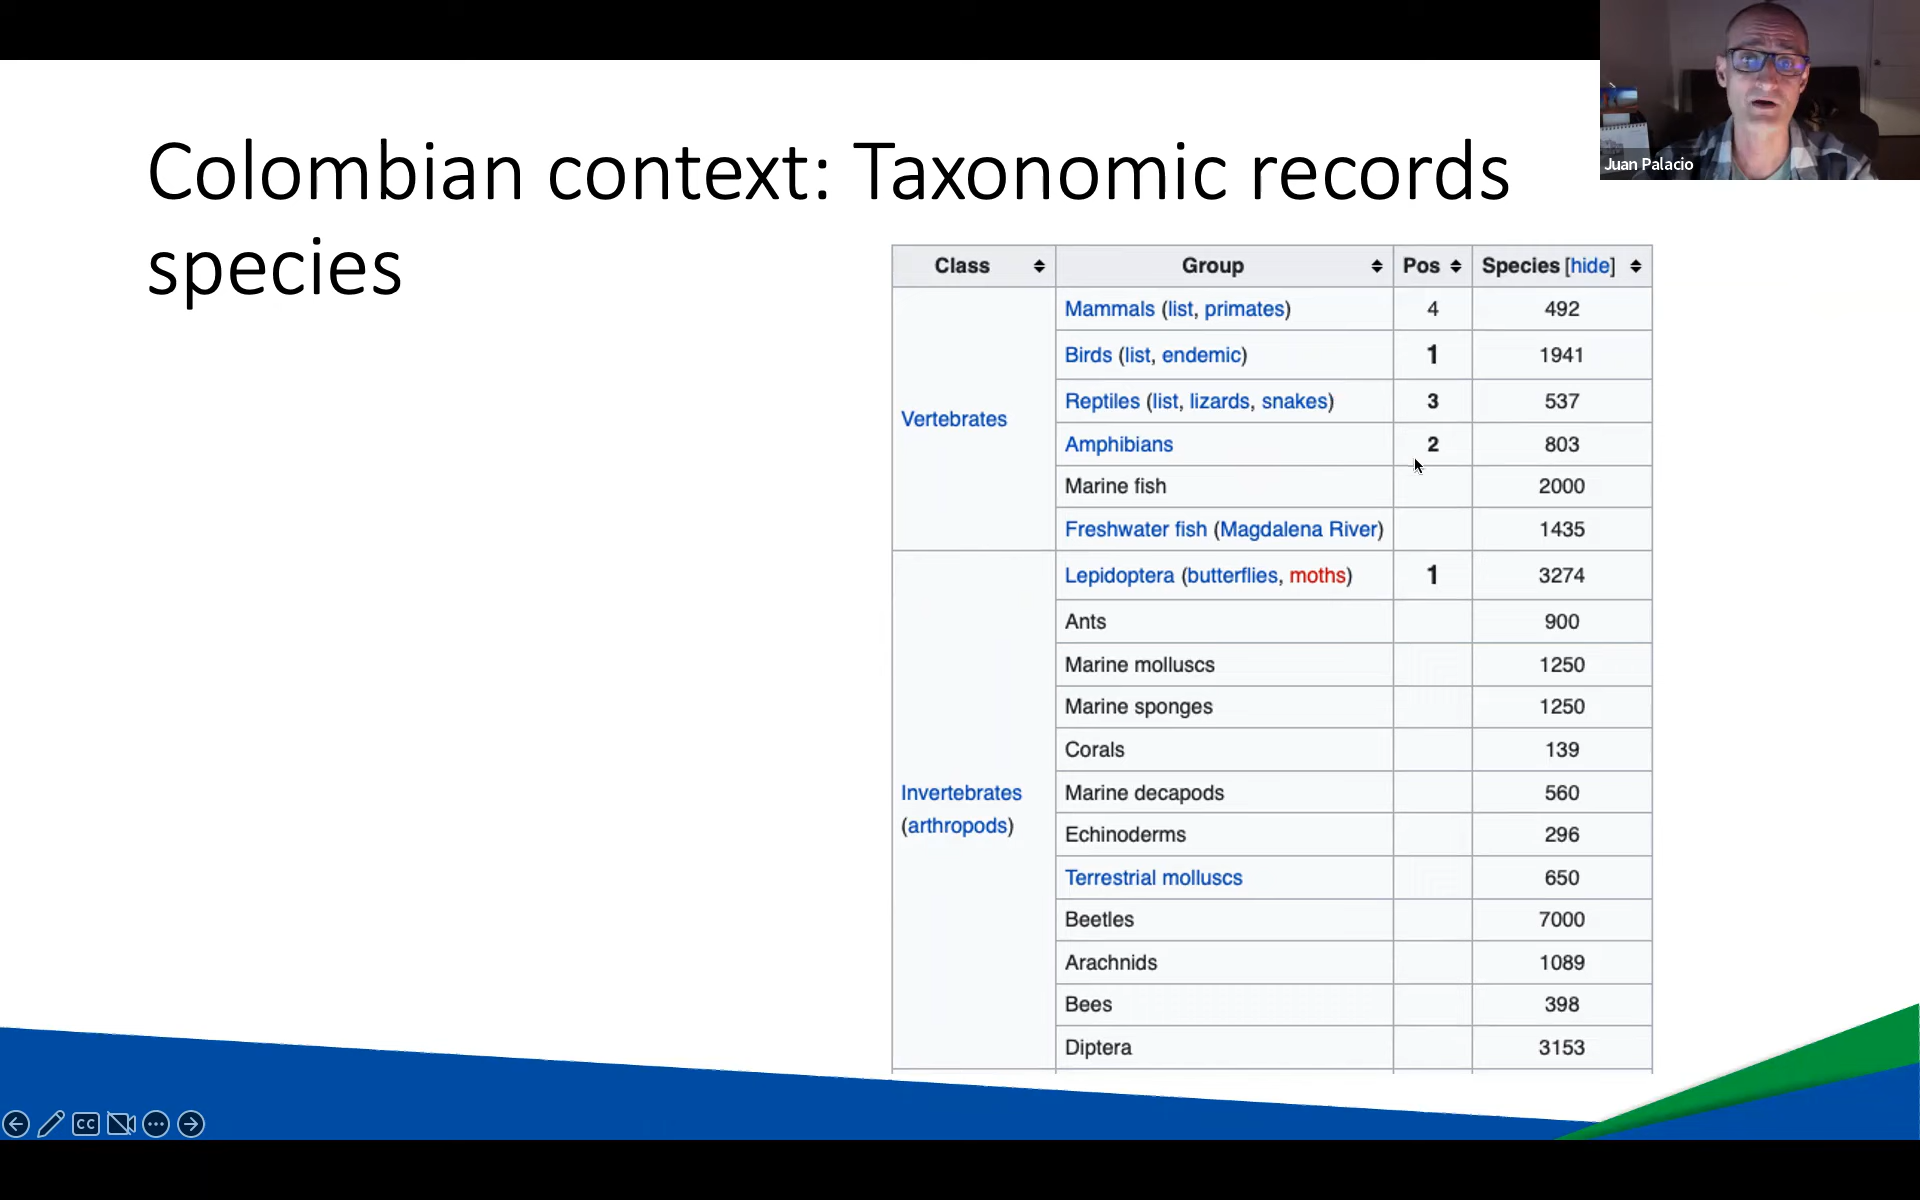 Juan Palacio
Colombian context: Taxonomic records
species
Class Group Pos Species [hide]
Vertebrates
Mammals (list, primates) 4 492
Birds (list, endemic) 1 1941
Reptiles (list, lizards, snakes) 3 537
Amphibians 2 803
Marine fish 2000
Freshwater fish (Magdalena River) 1435
Invertebrates
(arthropods)
Lepidoptera (butterflies, moths) 1 3274
Ants 900
Marine molluscs 1250
Marine sponges 1250
Corals 139
Marine decapods 560
Echinoderms 296
Terrestrial molluscs 650
Beetles 7000
Arachnids 1089
Bees 398
Diptera 3153
CC